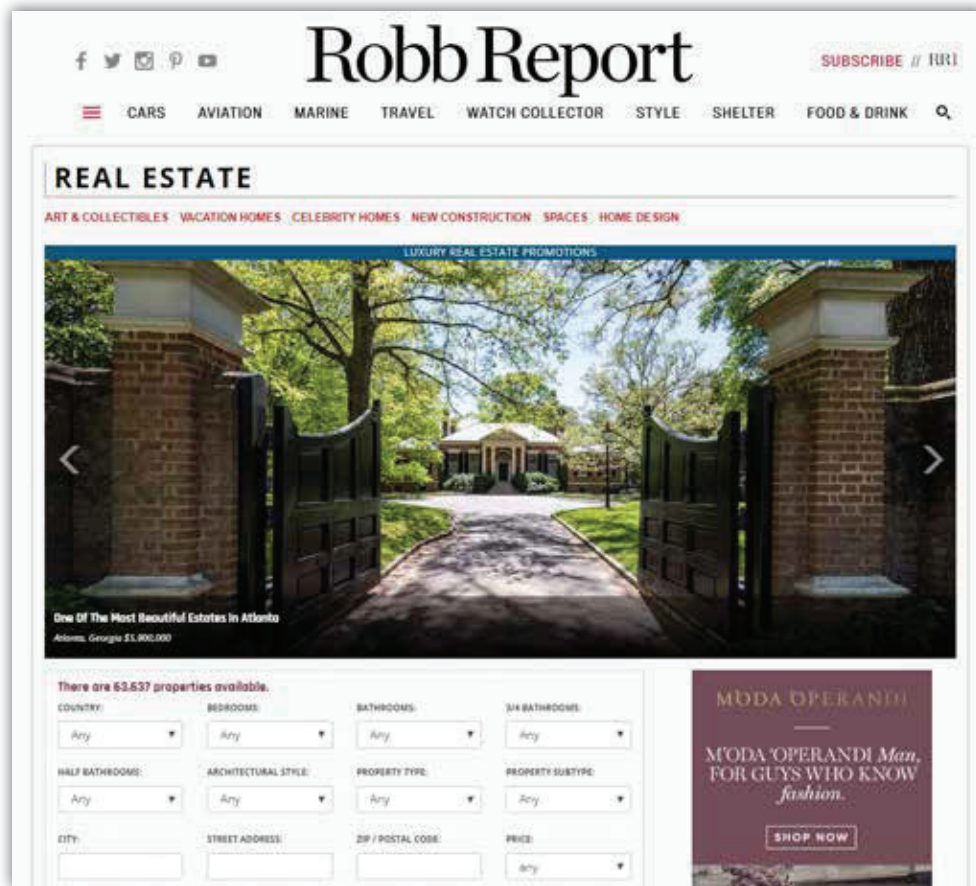 Robb Report
SUBSCRIBE // RR1
CARS AVIATION MARINE TRAVEL WATCH COLLECTOR STYLE SHELTER FOOD & DRINK
REAL ESTATE
ART & COLLECTIBLES VACATION HOMES CELEBRITY HOMES NEW CONSTRUCTION SPACES HOME DESIGN
LUXURY REAL ESTATE PROMOTIONS
One Of The Most Beautiful Estates in Atlanta
Atlanta, Georgia $5,900,000
There are 63,637 properties available.
COUNTRY: BEDROOMS: BATHROOMS: 3/4 BATHROOMS:
Any Any Any Any
HALF BATHROOMS: ARCHITECTURAL STYLE: PROPERTY TYPE: PROPERTY SUBTYPE:
Any Any Any Any
CITY: STREET ADDRESS: ZIP / POSTAL CODE: PRICE:
any
MODA OPERANDI
M'ODA 'OPERANDI Man,
FOR GUYS WHO KNOW
fashion.
SHOP NOW